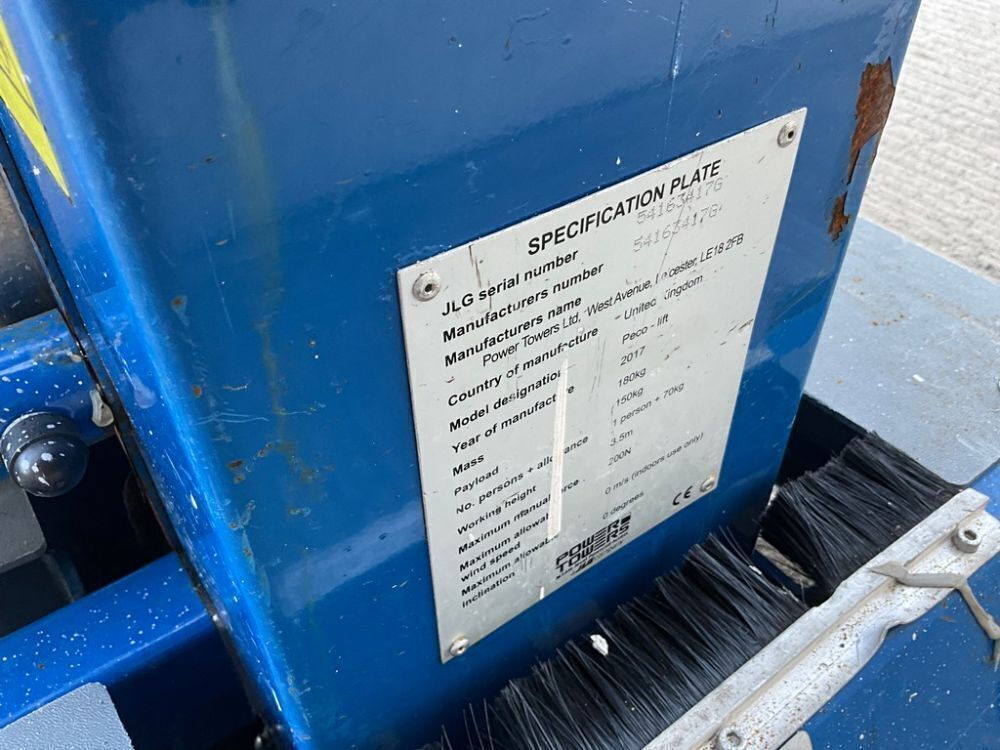 SPECIFICATION PLATE
JLG serial number 54163417G
Manufacturers number 54163417G
Manufacturers name
Power Towers Ltd, West Avenue, Leicester, LE18 2FB
Country of manufacture United Kingdom
Model designation Peco - lift
Year of manufacture 2017
Mass 180kg
Payload 150kg
No. persons + allowance 1 person + 70kg
Working height 3.5m
Maximum manual force 200N
Maximum allowable
wind speed 0 m/s (indoors use only)
Maximum allowable
inclination 0 degrees
POWER
TOWERS
CE